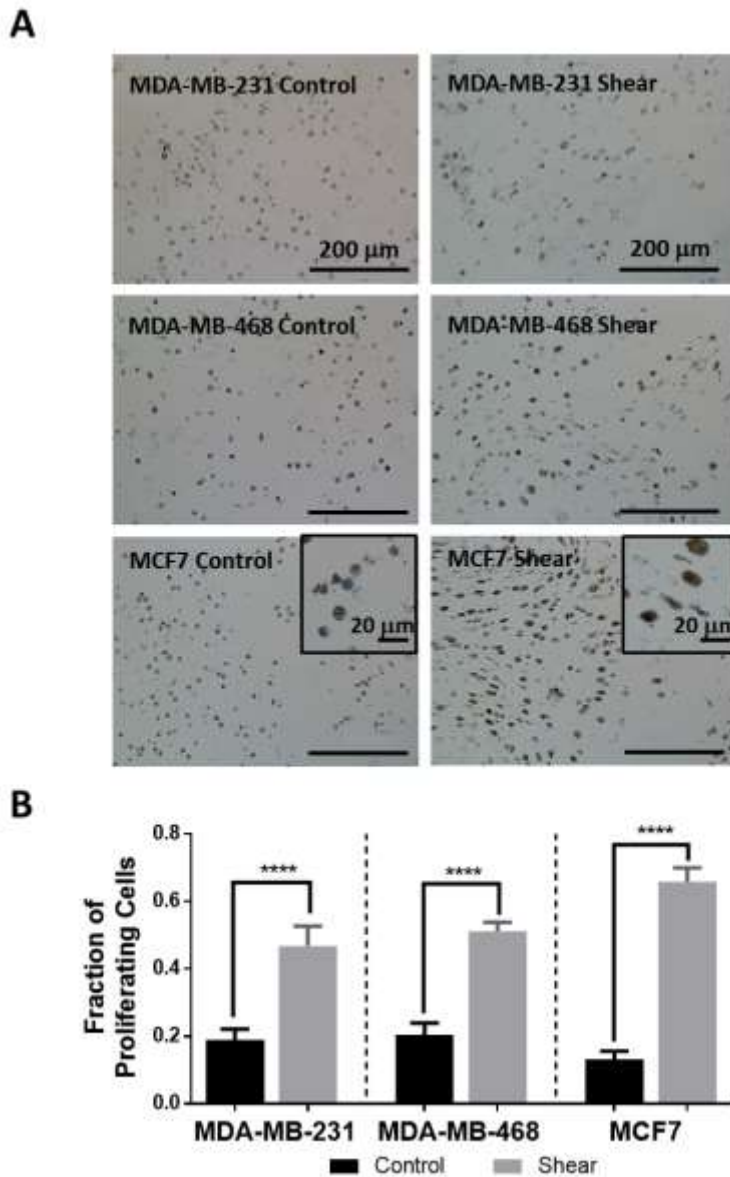 A
MDA-MB-231 Control
MDA-MB-231 Shear
200 μm
200 μm
MDA-MB-468 Control
MDA-MB-468 Shear
MCF7 Control
20 μm
MCF7 Shear
20 μm
B
Fraction of
Proliferating Cells
0.8
0.6
0.4
0.2
0.0
****
****
****
MDA-MB-231
MDA-MB-468
MCF7
Control
Shear